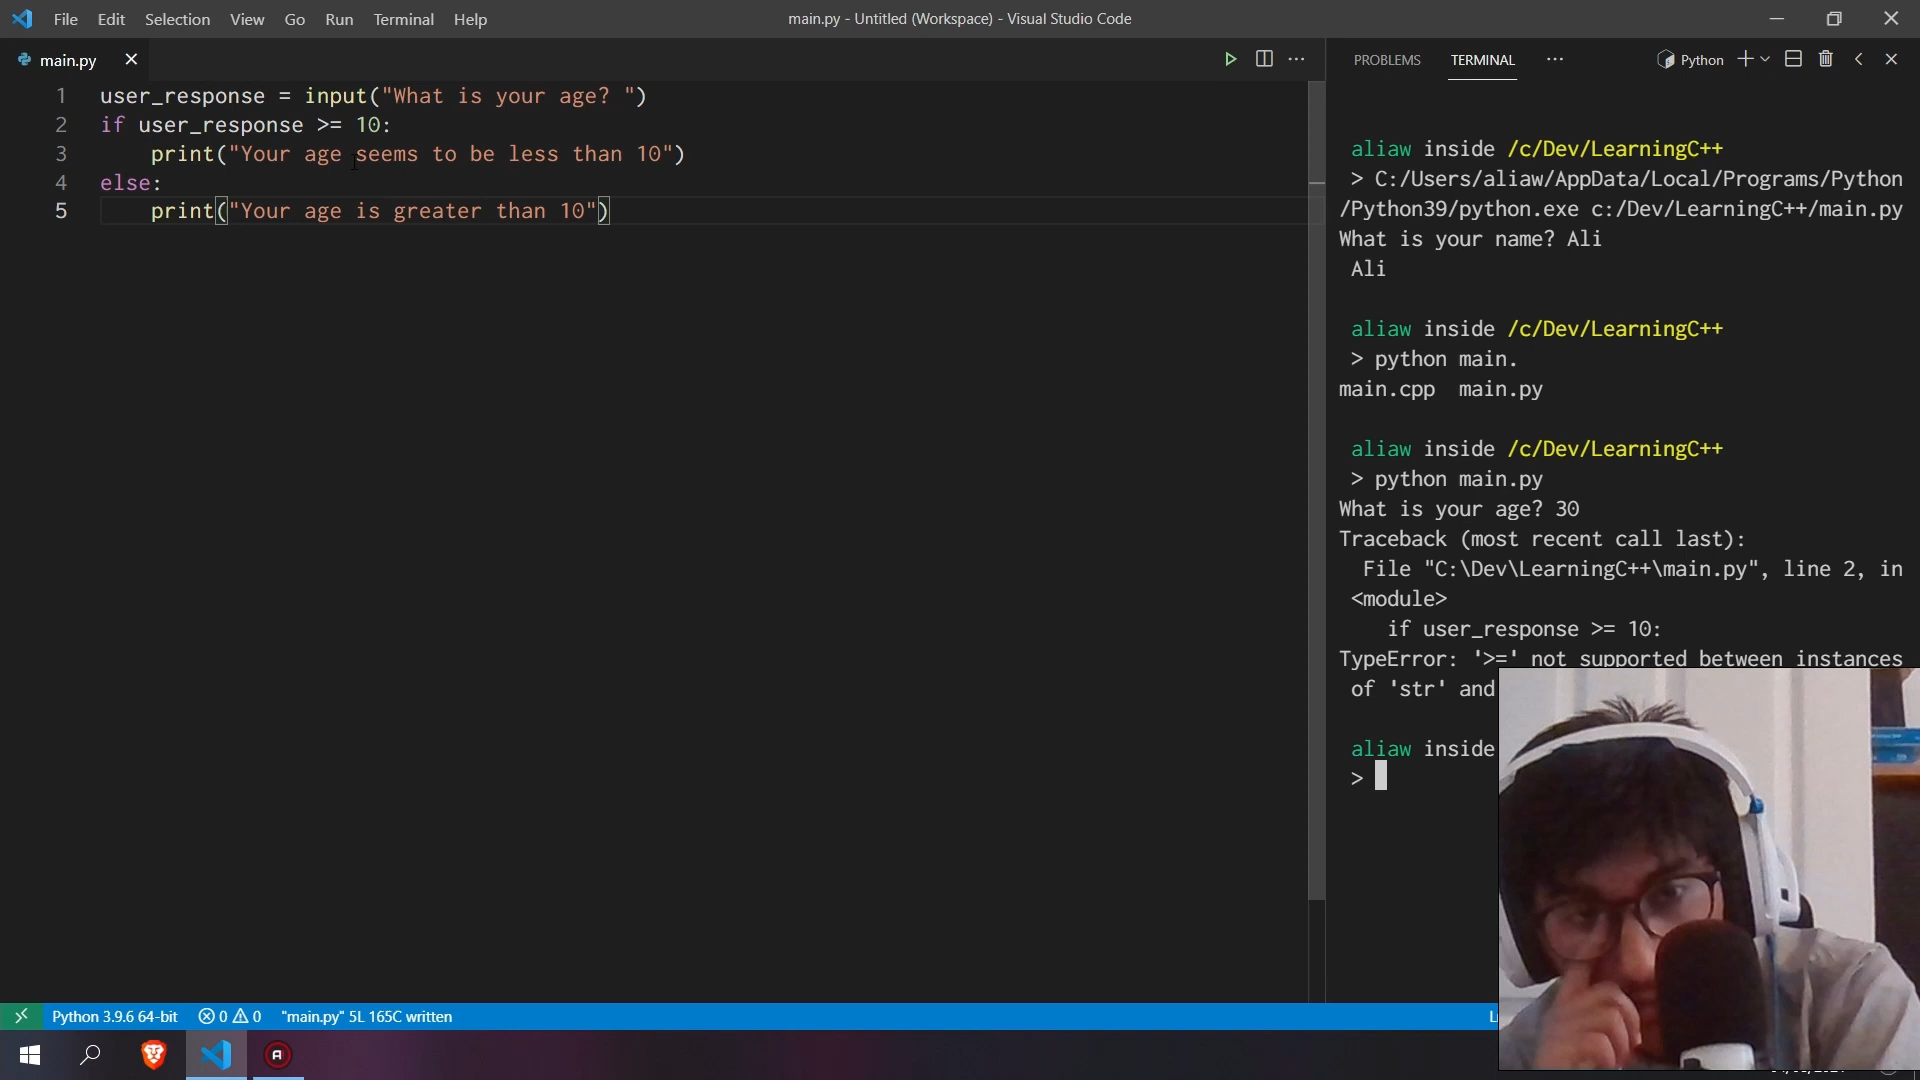 File Edit Selection View Go Run Terminal Help
main.py - Untitled (Workspace) - Visual Studio Code
main.py
1 user_response = input("What is your age? ")
2 if user_response >= 10:
3 print("Your age seems to be less than 10")
4 else:
5 print("Your age is greater than 10")
PROBLEMS TERMINAL ... Python
aliaw inside /c/Dev/LearningC++
> C:/Users/aliaw/AppData/Local/Programs/Python
/Python39/python.exe c:/Dev/LearningC++/main.py
What is your name? Ali
Ali
aliaw inside /c/Dev/LearningC++
> python main.
main.cpp main.py
aliaw inside /c/Dev/LearningC++
> python main.py
What is your age? 30
Traceback (most recent call last):
File "C:\Dev\LearningC++\main.py", line 2, in
<module>
if user_response >= 10:
TypeError: '>=' not supported between instances
of 'str' and
aliaw inside
>
Python 3.9.6 64-bit 0 0 "main.py" 5L 165C written